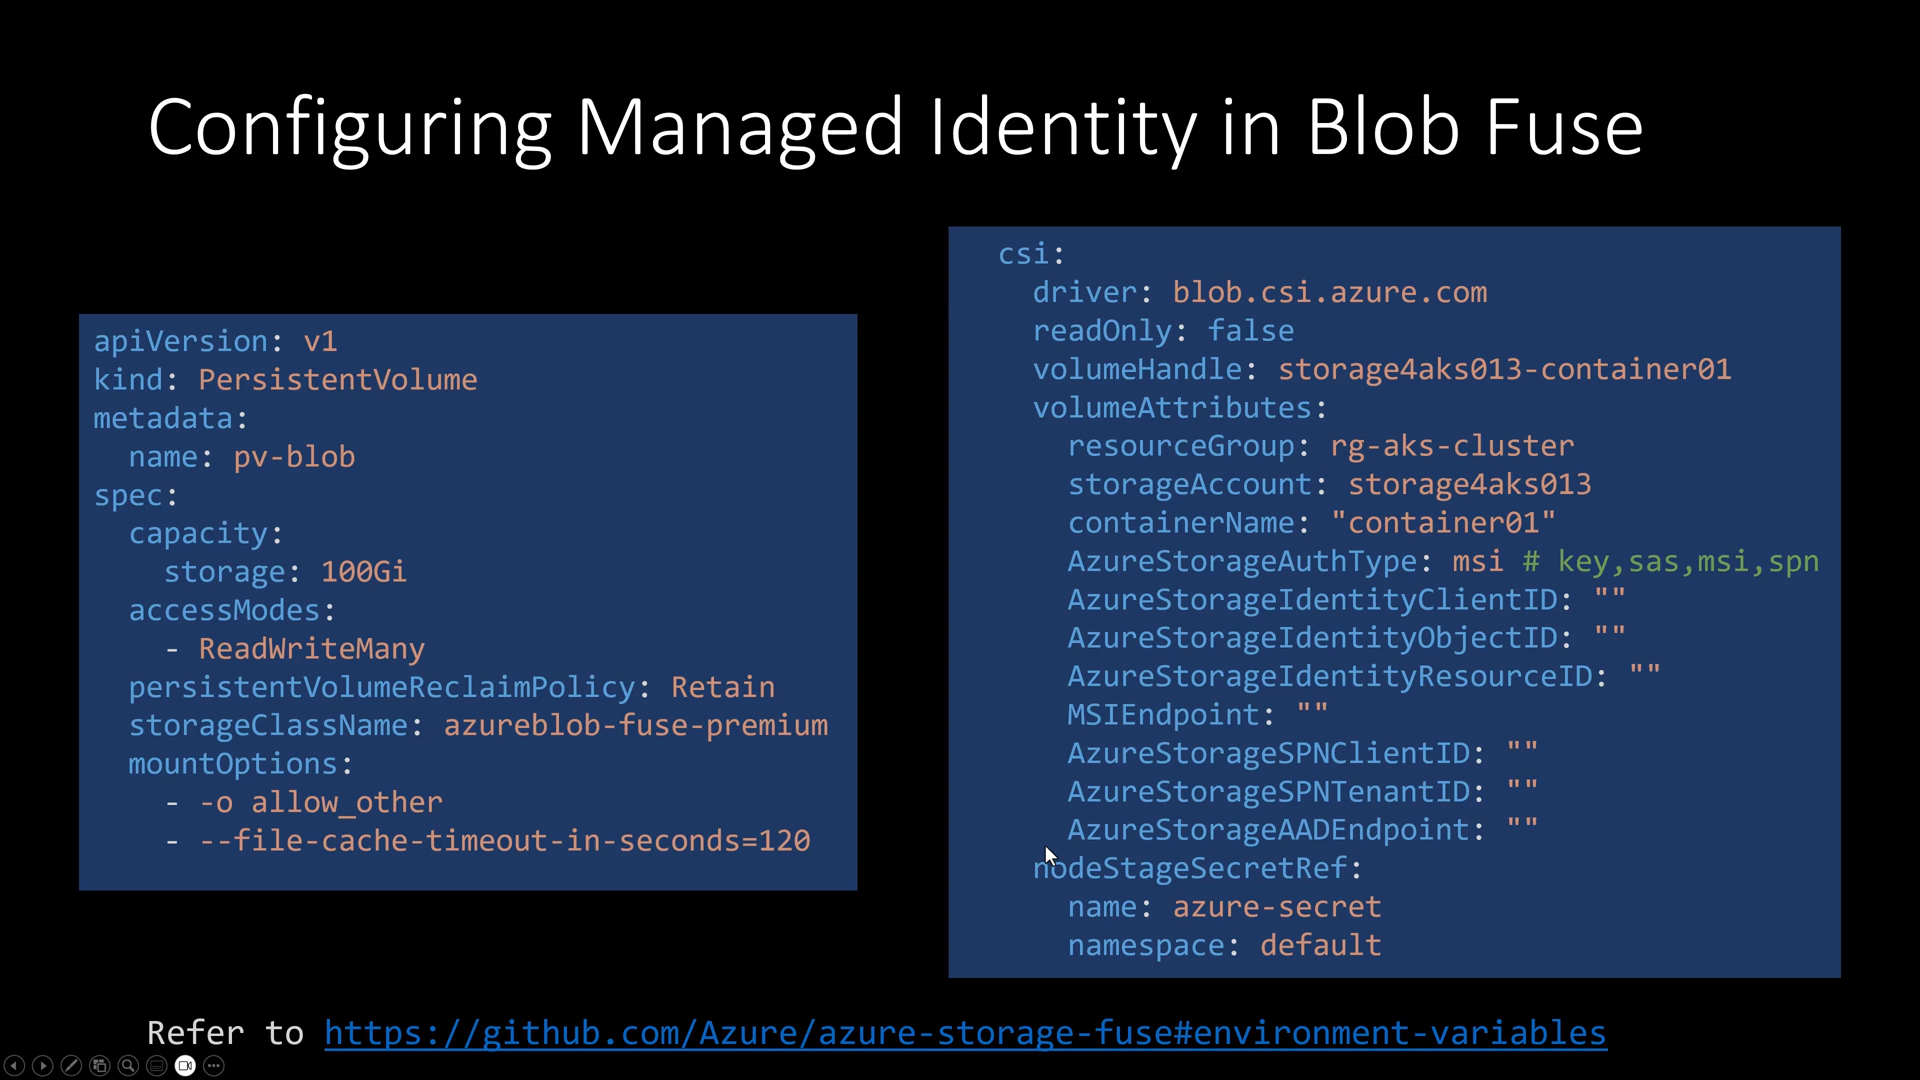 Configuring Managed Identity in Blob Fuse
apiVersion: v1
kind: PersistentVolume
metadata:
  name: pv-blob
spec:
  capacity:
    storage: 100Gi
  accessModes:
    - ReadWriteMany
  persistentVolumeReclaimPolicy: Retain
  storageClassName: azureblob-fuse-premium
  mountOptions:
    - -o allow_other
    - --file-cache-timeout-in-seconds=120
csi:
  driver: blob.csi.azure.com
  readOnly: false
  volumeHandle: storage4aks013-container01
  volumeAttributes:
    resourceGroup: rg-aks-cluster
    storageAccount: storage4aks013
    containerName: "container01"
    AzureStorageAuthType: msi # key,sas,msi,spn
    AzureStorageIdentityClientID: ""
    AzureStorageIdentityObjectID: ""
    AzureStorageIdentityResourceID: ""
    MSIEndpoint: ""
    AzureStorageSPNClientID: ""
    AzureStorageSPNTenantID: ""
    AzureStorageAADEndpoint: ""
  nodeStageSecretRef:
    name: azure-secret
    namespace: default
Refer to https://github.com/Azure/azure-storage-fuse#environment-variables